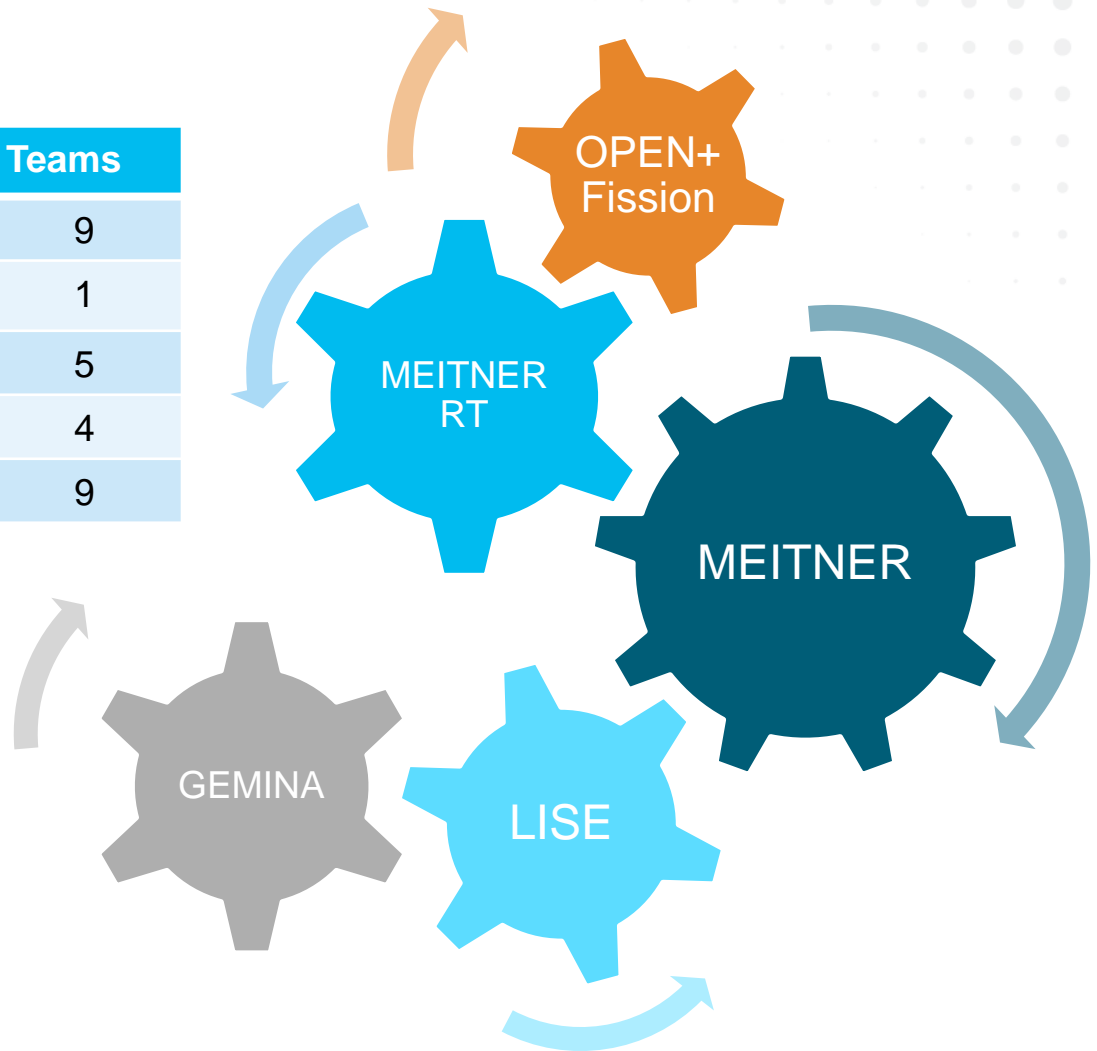 Teams
9
1
5
4
9
OPEN+
Fission
MEITNER
RT
MEITNER
GEMINA
LISE